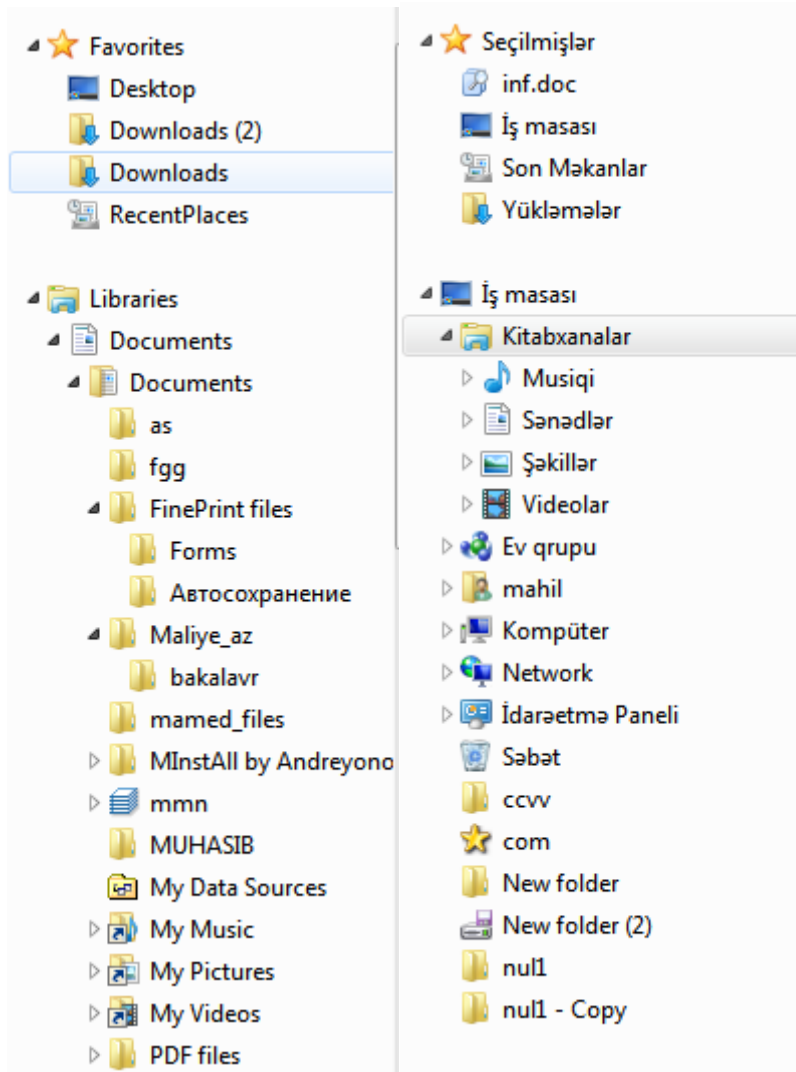 Favorites
Desktop
Downloads (2)
Downloads
RecentPlaces
Libraries
Documents
Documents
as
fgg
FinePrint files
Forms
Автосохранение
Maliye_az
bakalavr
mamed_files
MInstAll by Andreyono
mmn
MUHASIB
My Data Sources
My Music
My Pictures
My Videos
PDF files
Seçilmişlər
inf.doc
İş masası
Son Məkanlar
Yükləmələr
İş masası
Kitabxanalar
Musiqi
Sənədlər
Şəkillər
Videolar
Ev qrupu
mahil
Kompüter
Network
İdarəetmə Paneli
Səbət
ccvv
com
New folder
New folder (2)
nul1
nul1 - Copy